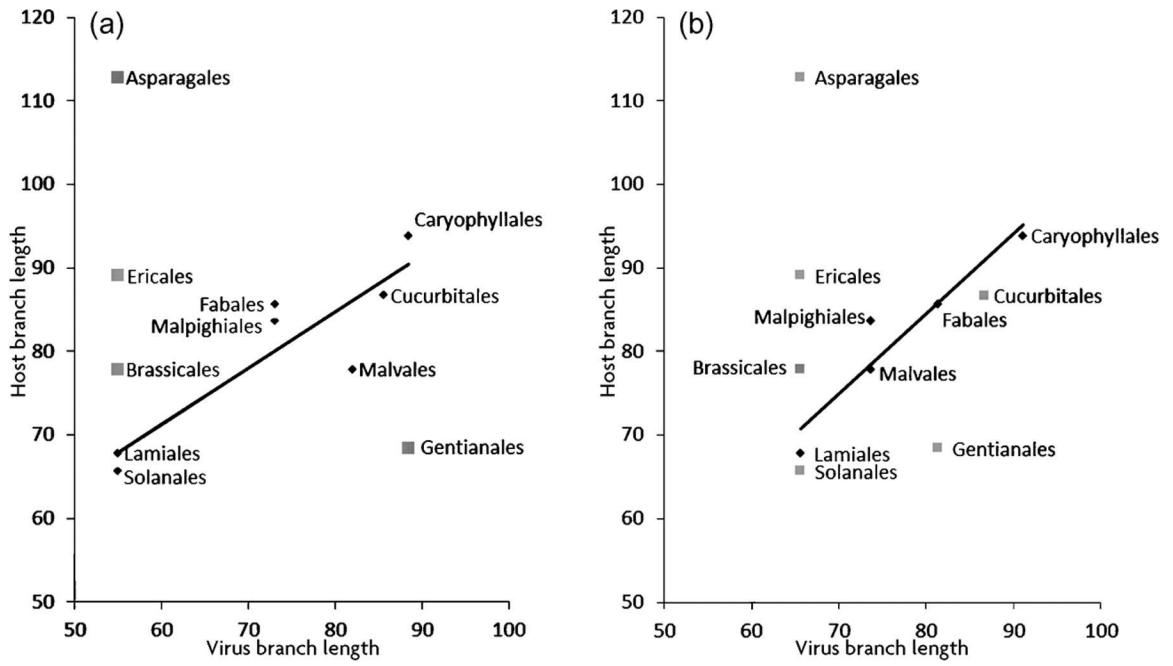 (a)
120
110
100
90
80
70
60
50
Host branch length
Asparagales
Caryophyllales
Ericales
Fabales
Cucurbitales
Malpighiales
Brassicales
Malvales
Lamiales
Gentianales
Solanales
50 60 70 80 90 100
Virus branch length
(b)
120
110
100
90
80
70
60
50
Host branch length
Asparagales
Caryophyllales
Ericales
Cucurbitales
Malpighiales
Fabales
Brassicales
Malvales
Lamiales
Gentianales
Solanales
50 60 70 80 90 100
Virus branch length